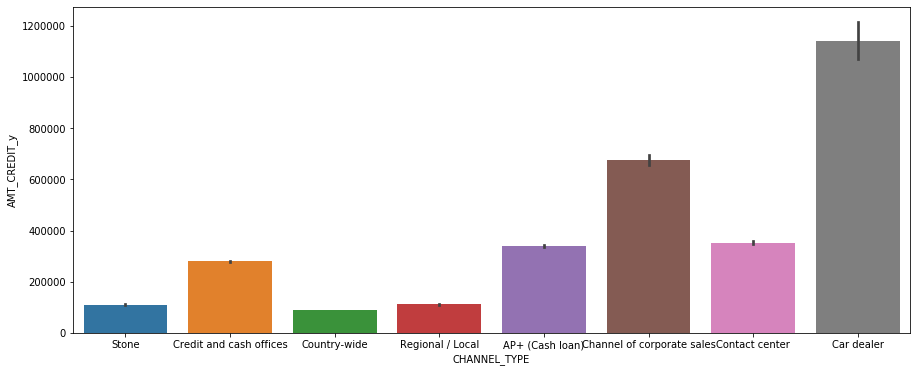 1200000
1000000
800000
600000
400000
200000
0
AMT_CREDIT_y
Stone Credit and cash offices Country-wide Regional / Local AP+ (Cash loan) Channel of corporate sales Contact center Car dealer
CHANNEL_TYPE